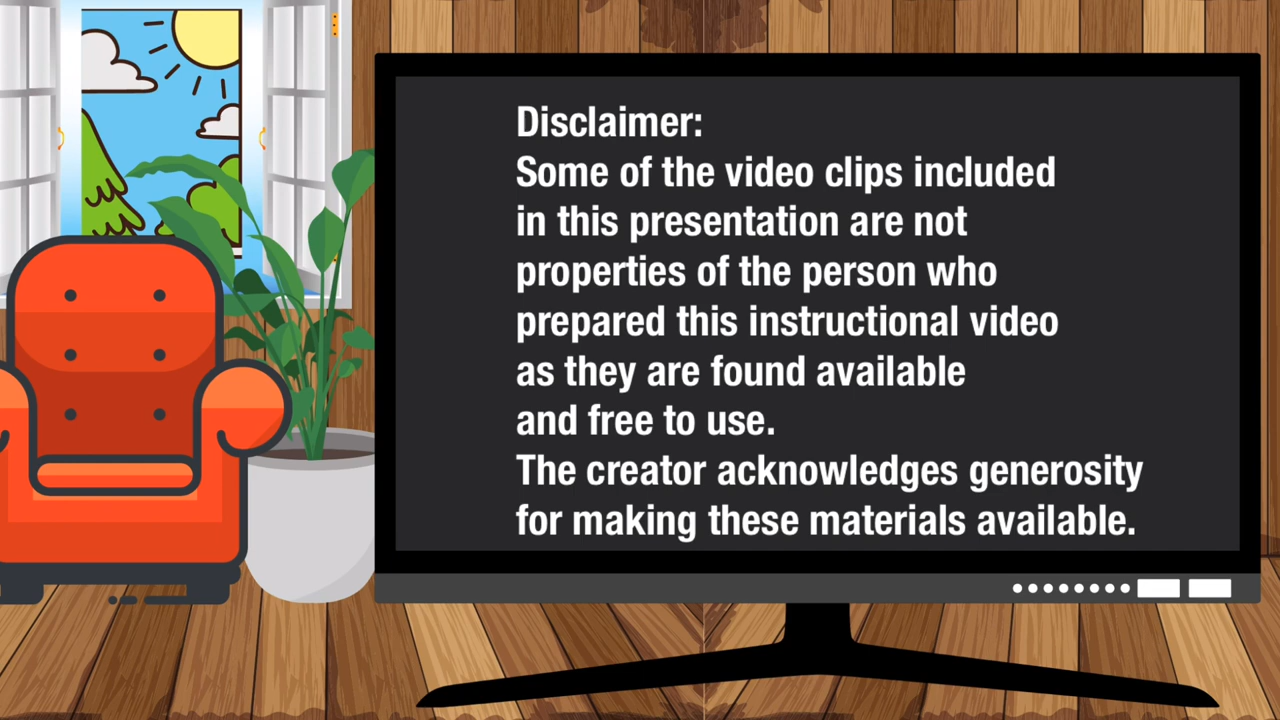 Disclaimer:
Some of the video clips included
in this presentation are not
properties of the person who
prepared this instructional video
as they are found available
and free to use.
The creator acknowledges generosity
for making these materials available.